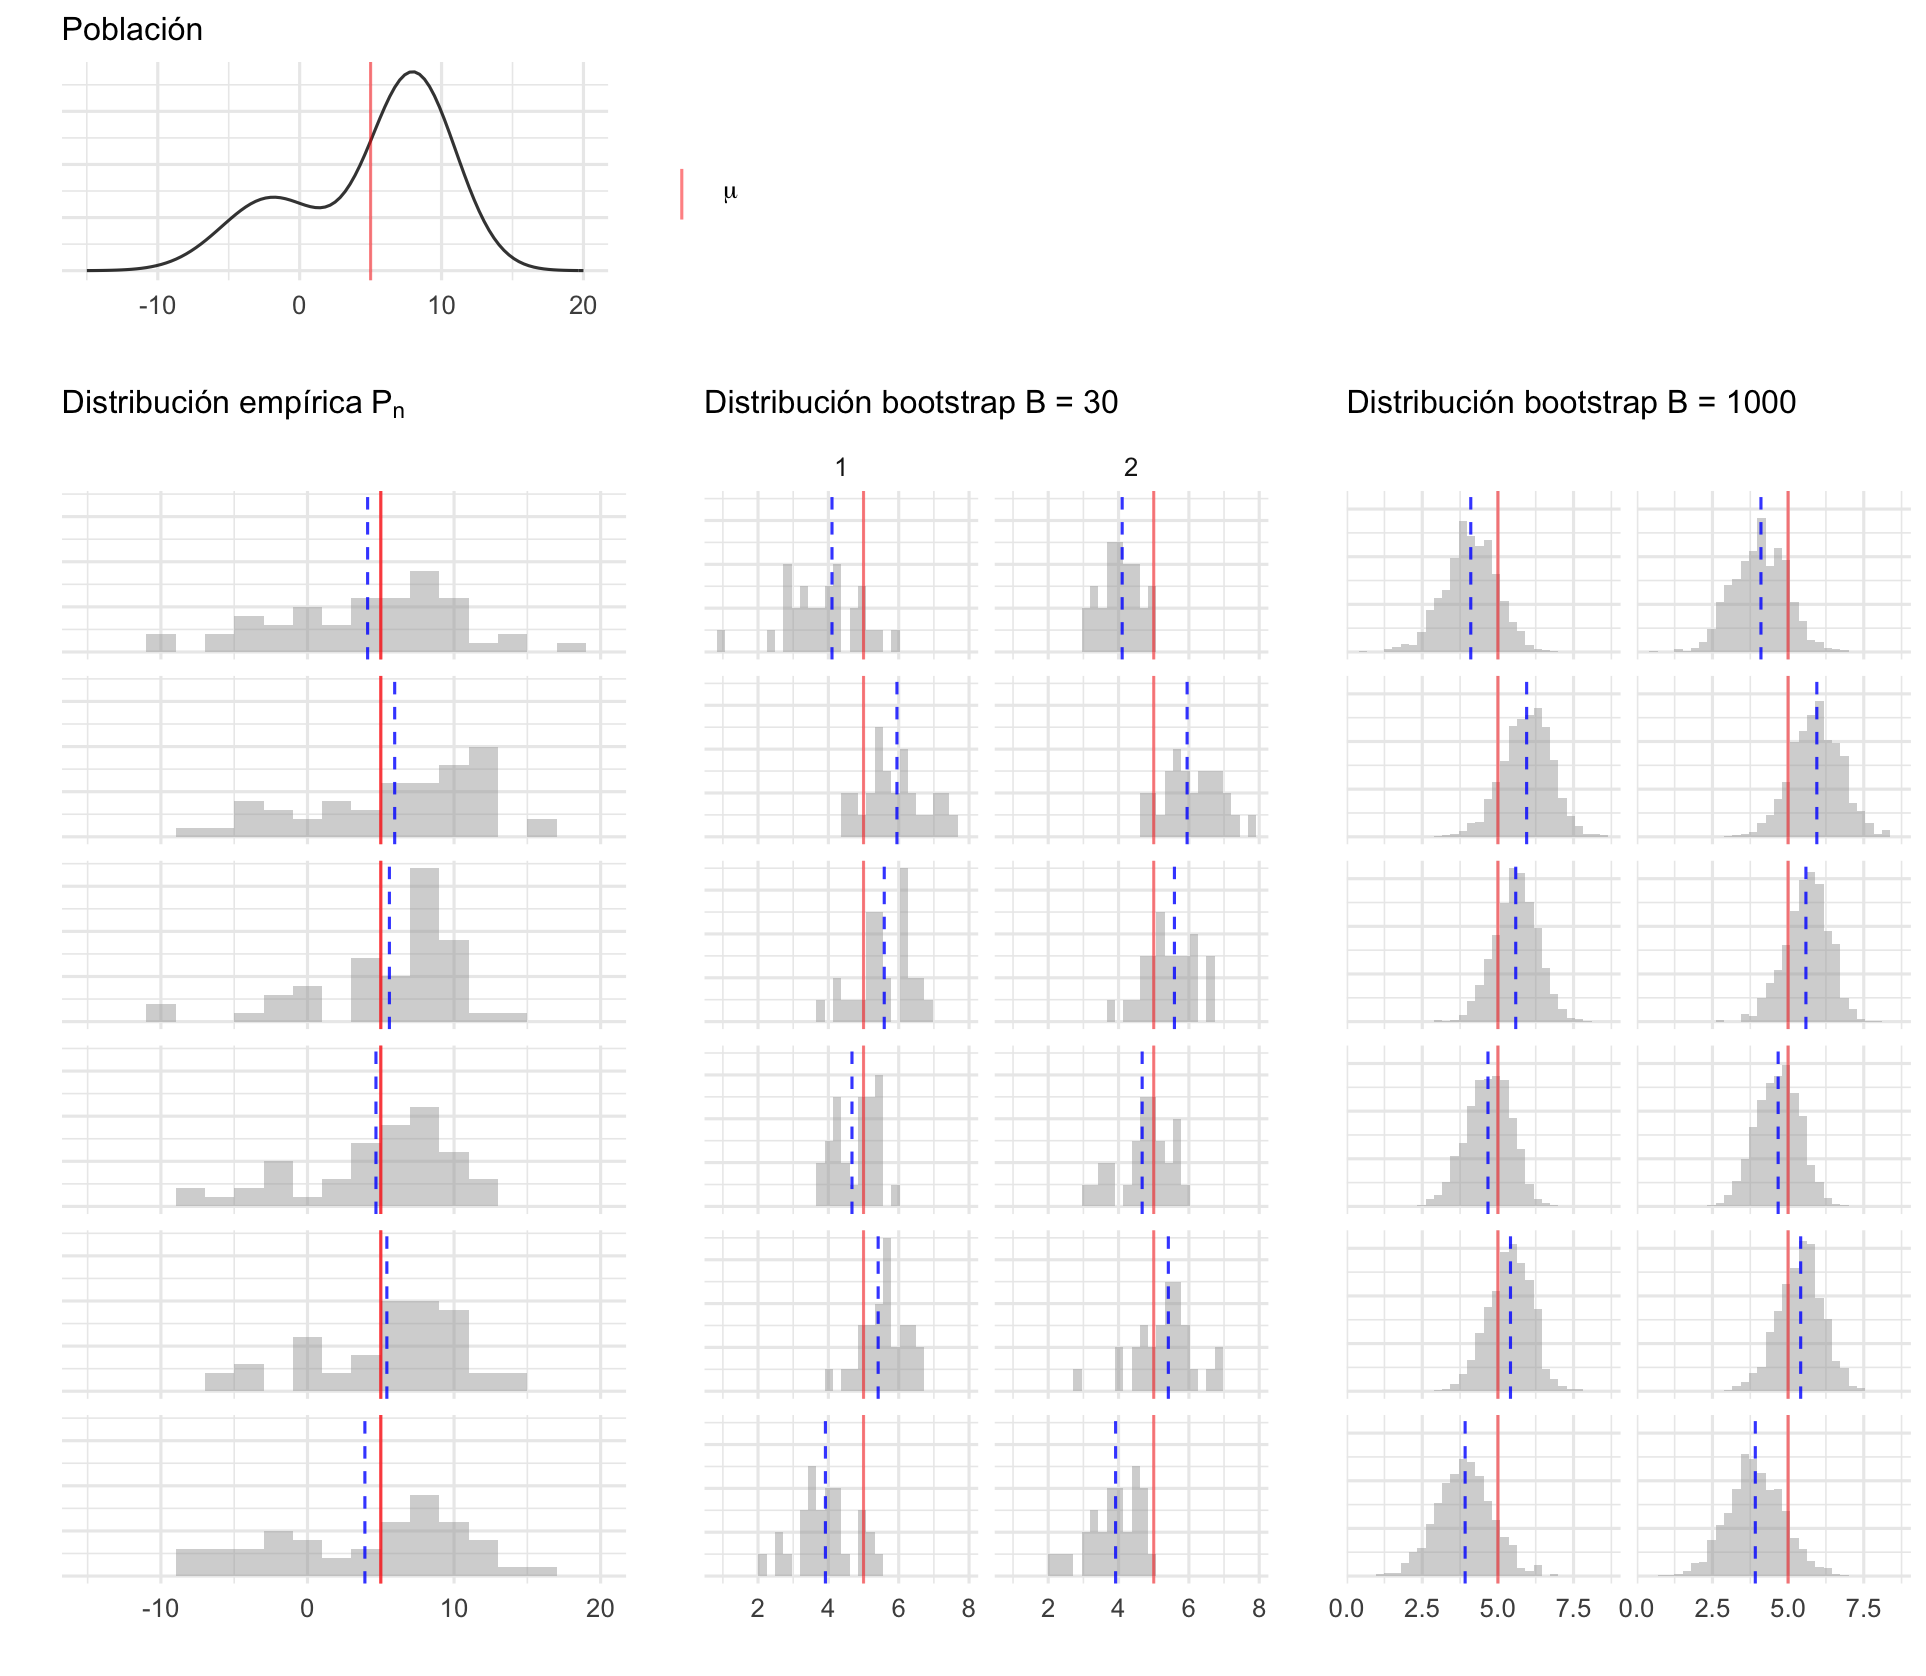 Población
μ
-10 0 10 20
Distribución empírica Pn
Distribución bootstrap B = 30
Distribución bootstrap B = 1000
1 2
-10 0 10 20
2 4 6 8 2 4 6 8
0.0 2.5 5.0 7.5 0.0 2.5 5.0 7.5